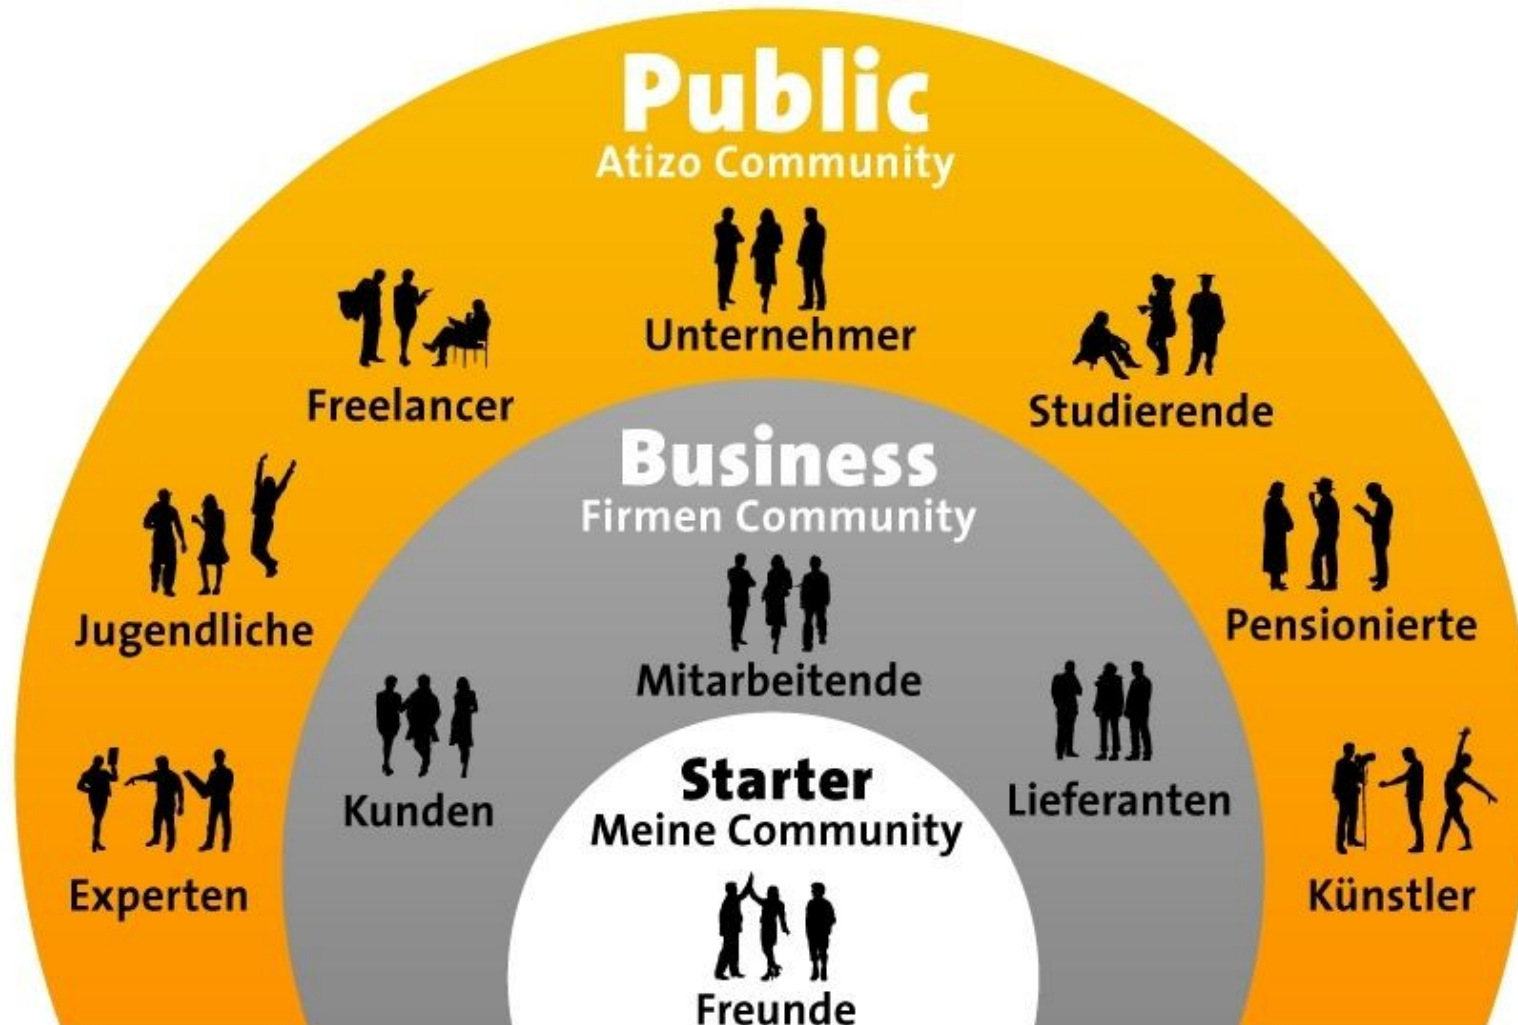 Public
Atizo Community
Unternehmer
Freelancer
Studierende
Jugendliche
Pensionierte
Experten
Künstler
Business
Firmen Community
Mitarbeitende
Kunden
Lieferanten
Starter
Meine Community
Freunde